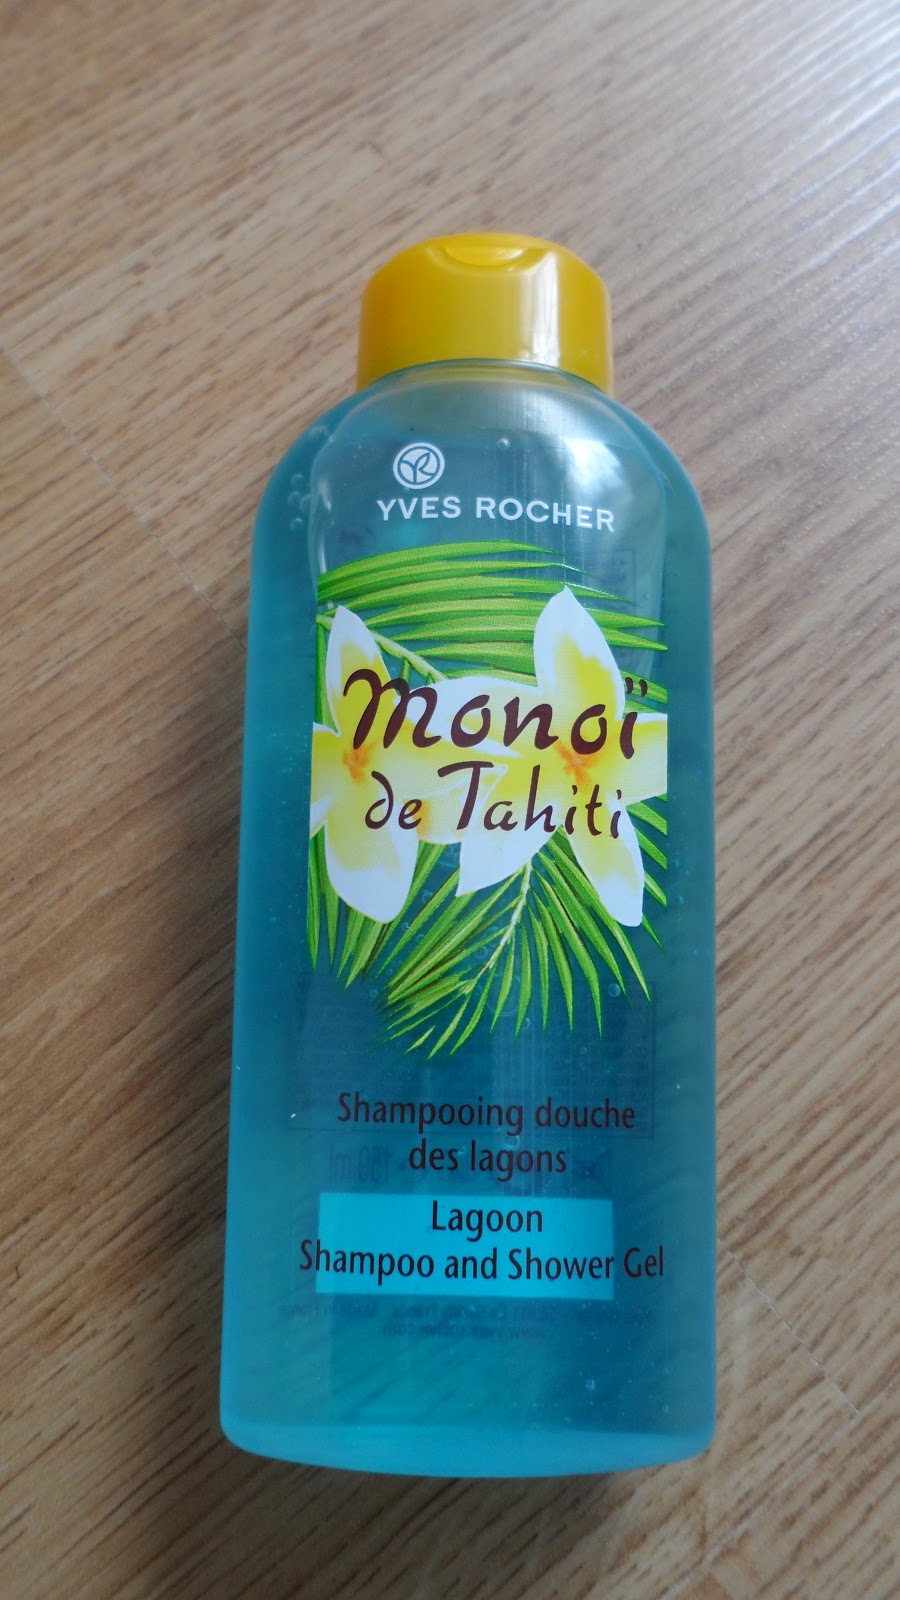 YVES ROCHER
Monoï
de Tahiti
Shampooing douche
des lagons
Lagoon
Shampoo and Shower Gel